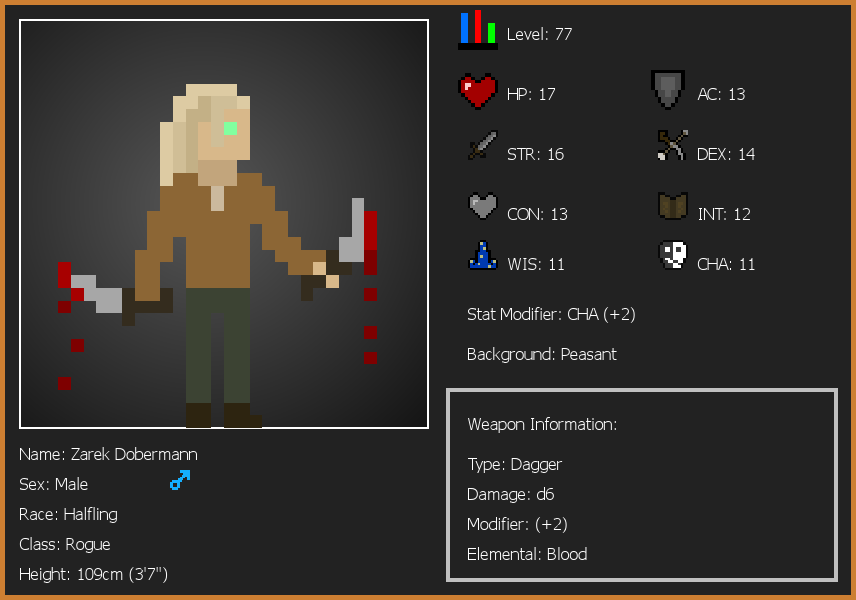 Level: 77
HP: 17
AC: 13
STR: 16
DEX: 14
CON: 13
INT: 12
WIS: 11
CHA: 11
Stat Modifier: CHA (+2)
Background: Peasant
Weapon Information:
Type: Dagger
Damage: d6
Modifier: (+2)
Elemental: Blood
Name: Zarek Dobermann
Sex: Male
Race: Halfling
Class: Rogue
Height: 109cm (3'7")